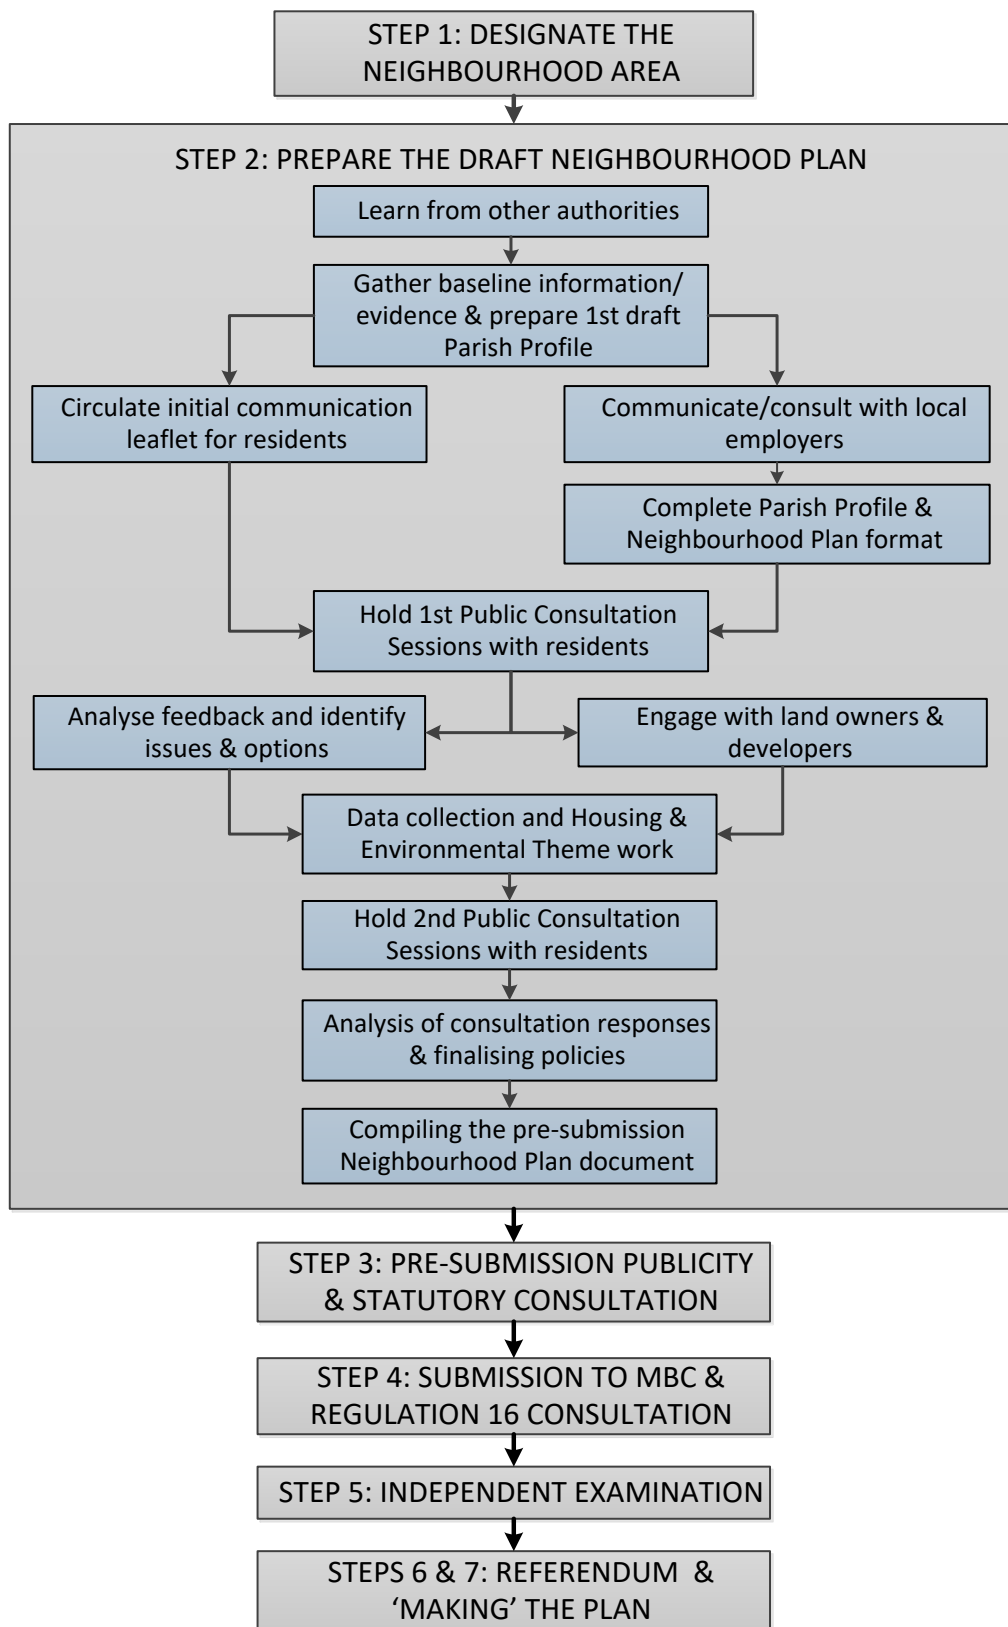 STEP 1: DESIGNATE THE
NEIGHBOURHOOD AREA
STEP 2: PREPARE THE DRAFT NEIGHBOURHOOD PLAN
Learn from other authorities
Gather baseline information/
evidence & prepare 1st draft
Parish Profile
Circulate initial communication
leaflet for residents
Communicate/consult with local
employers
Complete Parish Profile &
Neighbourhood Plan format
Hold 1st Public Consultation
Sessions with residents
Analyse feedback and identify
issues & options
Engage with land owners &
developers
Data collection and Housing &
Environmental Theme work
Hold 2nd Public Consultation
Sessions with residents
Analysis of consultation responses
& finalising policies
Compiling the pre-submission
Neighbourhood Plan document
STEP 3: PRE-SUBMISSION PUBLICITY
& STATUTORY CONSULTATION
STEP 4: SUBMISSION TO MBC &
REGULATION 16 CONSULTATION
STEP 5: INDEPENDENT EXAMINATION
STEPS 6 & 7: REFERENDUM &
‘MAKING’ THE PLAN